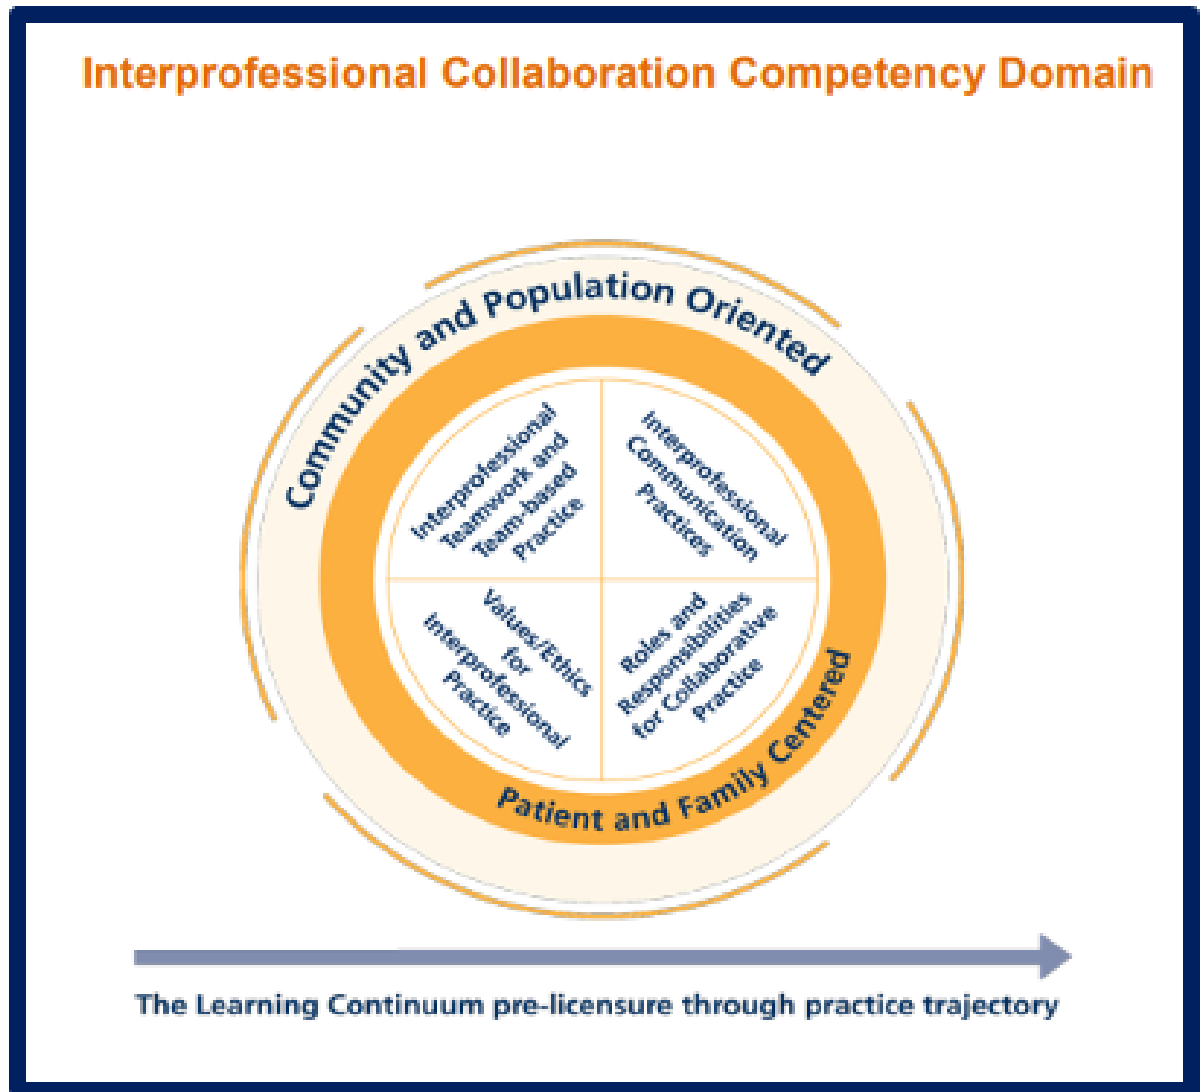 Interprofessional Collaboration Competency Domain
Community and Population Oriented
Interprofessional
Teamwork and
Team-based
Practice
Interprofessional
Communication
Practices
Values/Ethics
for
Interprofessional
Practice
Roles and
Responsibilities
for Collaborative
Practice
Patient and Family Centered
The Learning Continuum pre-licensure through practice trajectory